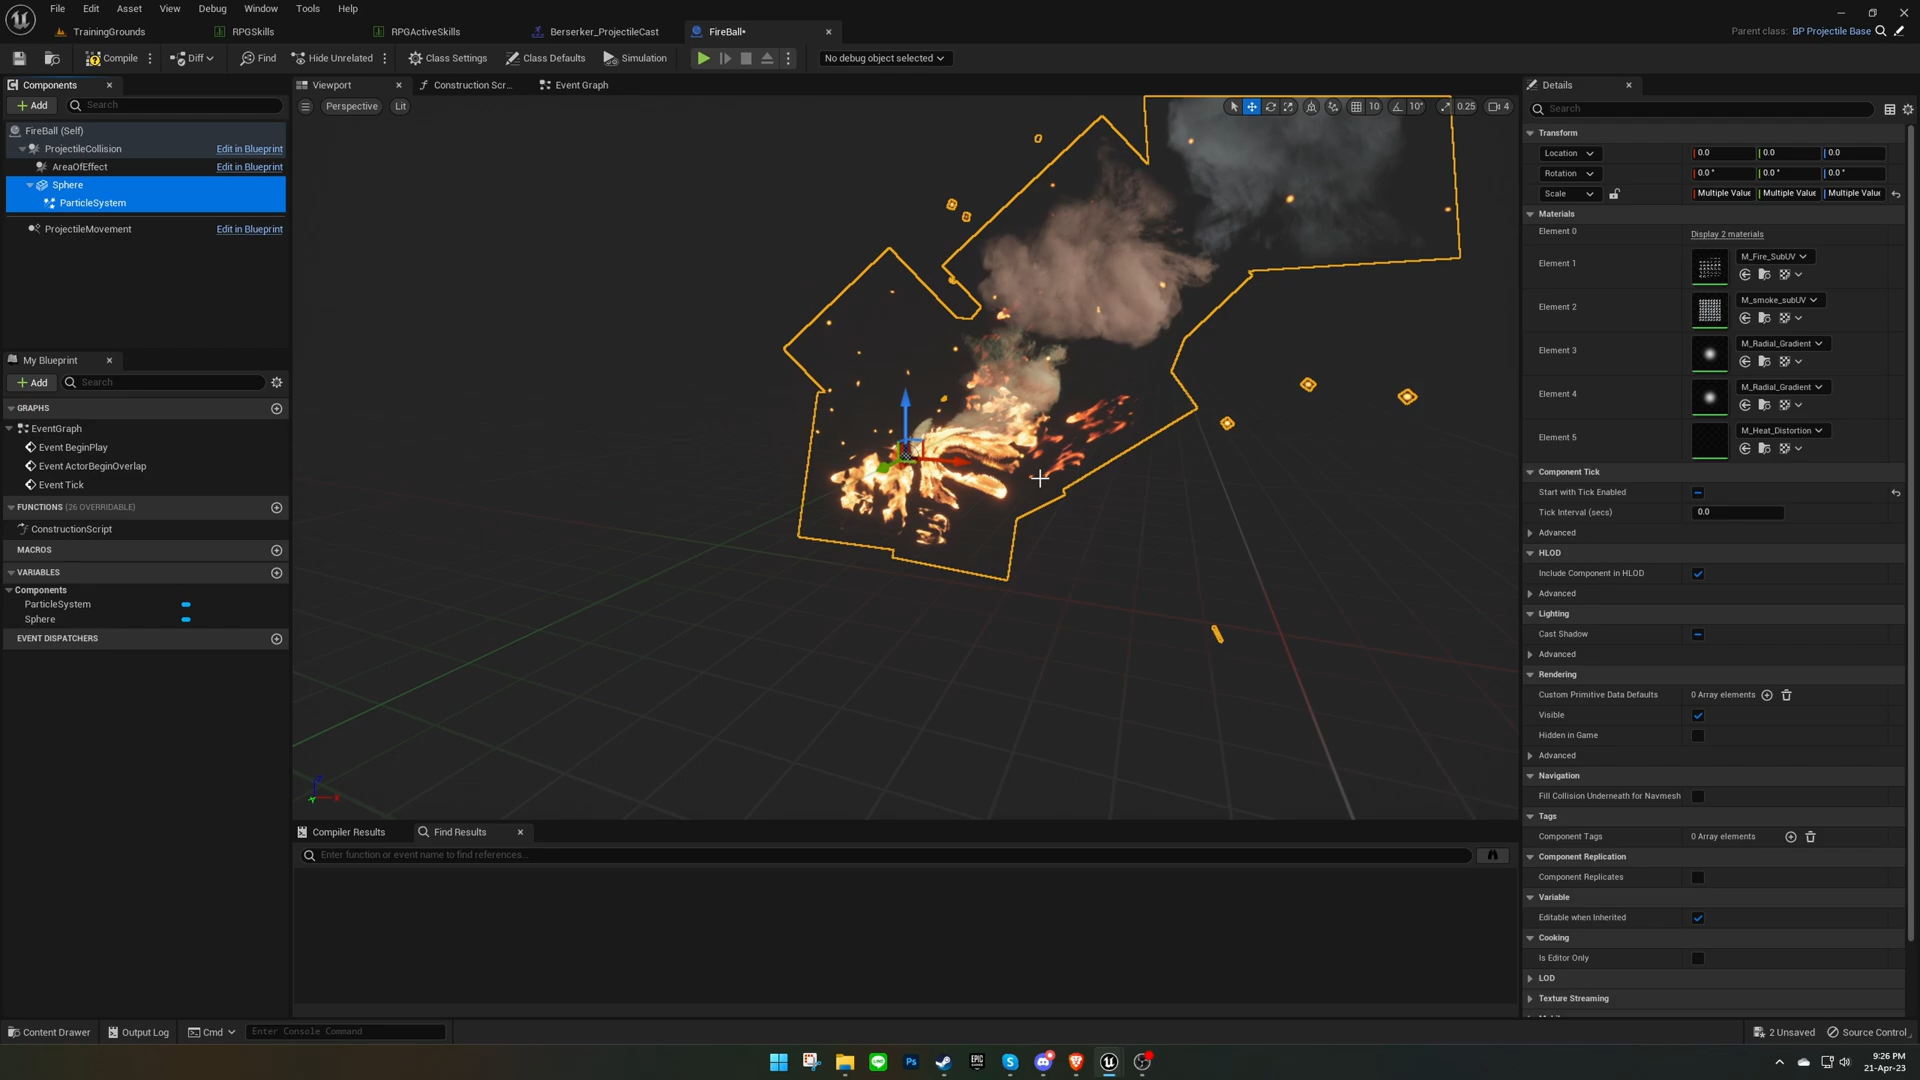 File Edit Asset View Debug Window Tools Help
TrainingGrounds RPGSkills RPGActiveSkills Berserker_ProjectileCast FireBall•
Parent class: BP Projectile Base
Compile Diff Find Hide Unrelated Class Settings Class Defaults Simulation No debug object selected
Components
Add Search
FireBall (Self)
ProjectileCollision Edit in Blueprint
AreaOfEffect Edit in Blueprint
Sphere
ParticleSystem
ProjectileMovement Edit in Blueprint
My Blueprint
Add Search
GRAPHS
EventGraph
Event BeginPlay
Event ActorBeginOverlap
Event Tick
FUNCTIONS (26 OVERRIDABLE)
ConstructionScript
MACROS
VARIABLES
Components
ParticleSystem
Sphere
EVENT DISPATCHERS
Viewport Construction Scr... Event Graph
Perspective Lit
10 10° 0.25 4
Compiler Results Find Results
Enter function or event name to find references...
Details
Search
Transform
Location 0.0 0.0 0.0
Rotation 0.0 ° 0.0 ° 0.0 °
Scale Multiple Value Multiple Value Multiple Value
Materials
Element 0 Display 2 materials
Element 1 M_Fire_SubUV
Element 2 M_smoke_subUV
Element 3 M_Radial_Gradient
Element 4 M_Radial_Gradient
Element 5 M_Heat_Distortion
Component Tick
Start with Tick Enabled
Tick Interval (secs) 0.0
Advanced
HLOD
Include Component in HLOD
Advanced
Lighting
Cast Shadow
Advanced
Rendering
Custom Primitive Data Defaults 0 Array elements
Visible
Hidden in Game
Advanced
Navigation
Fill Collision Underneath for Navmesh
Tags
Component Tags 0 Array elements
Component Replication
Component Replicates
Variable
Editable when Inherited
Cooking
Is Editor Only
LOD
Texture Streaming
Content Drawer Output Log Cmd Enter Console Command 2 Unsaved Source Control
9:26 PM
21-Apr-23